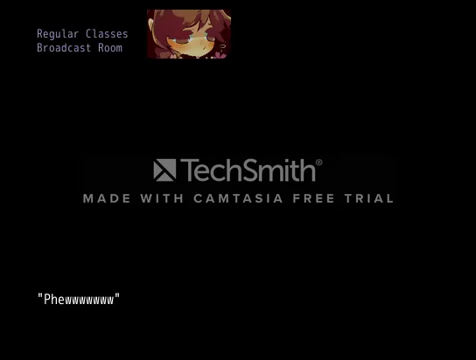 Regular Classes
Broadcast Room
TechSmith®
MADE WITH CAMTASIA FREE TRIAL
"Phewwwwwww"